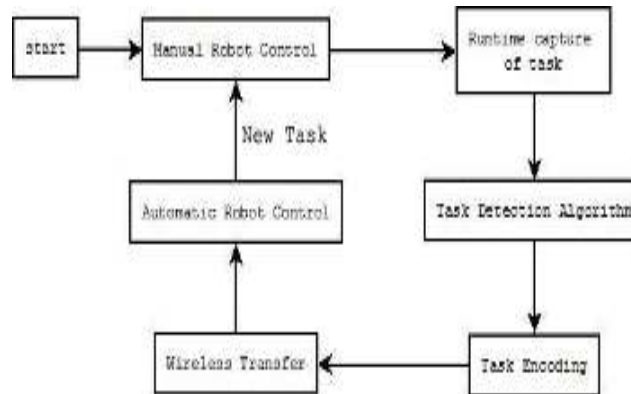 start
Manual Robot Control
Runtime capture
of task
New Task
Automatic Robot Control
Task Detection Algorithm
Wireless Transfer
Task Encoding